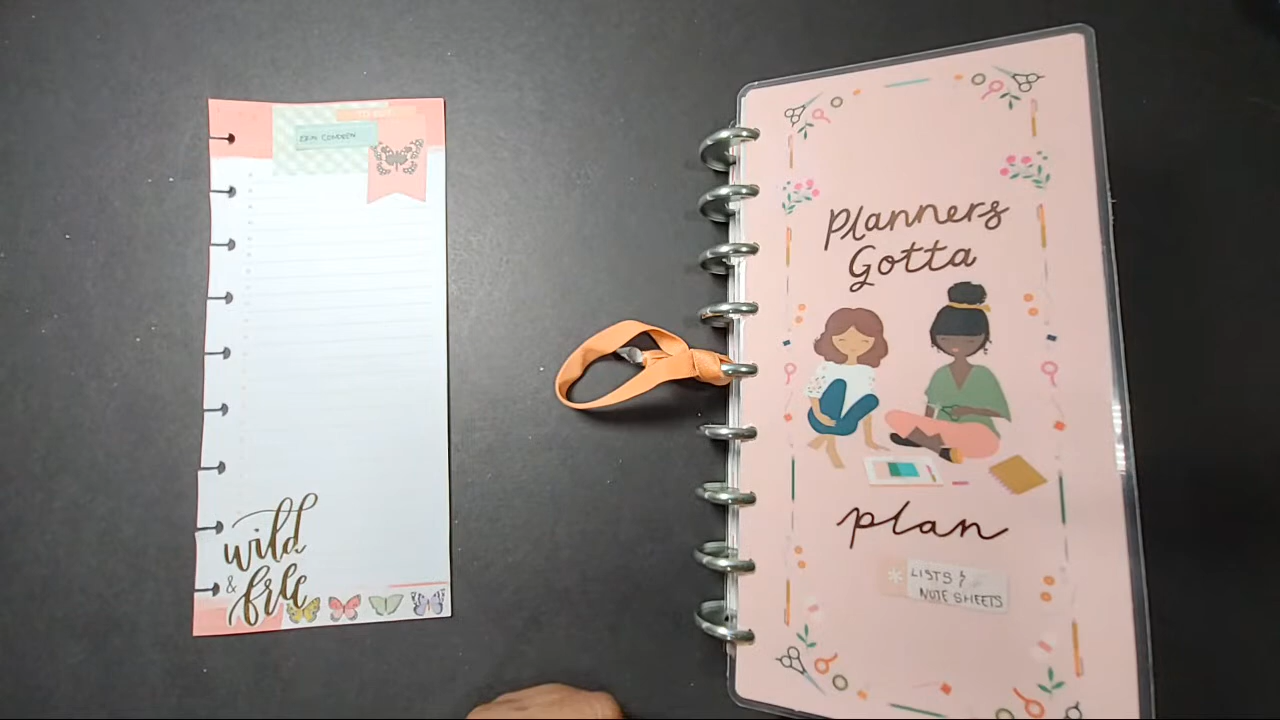 ERIN CONDREN
wild
& free
Planners
Gotta
plan
* LISTS &
NOTE SHEETS